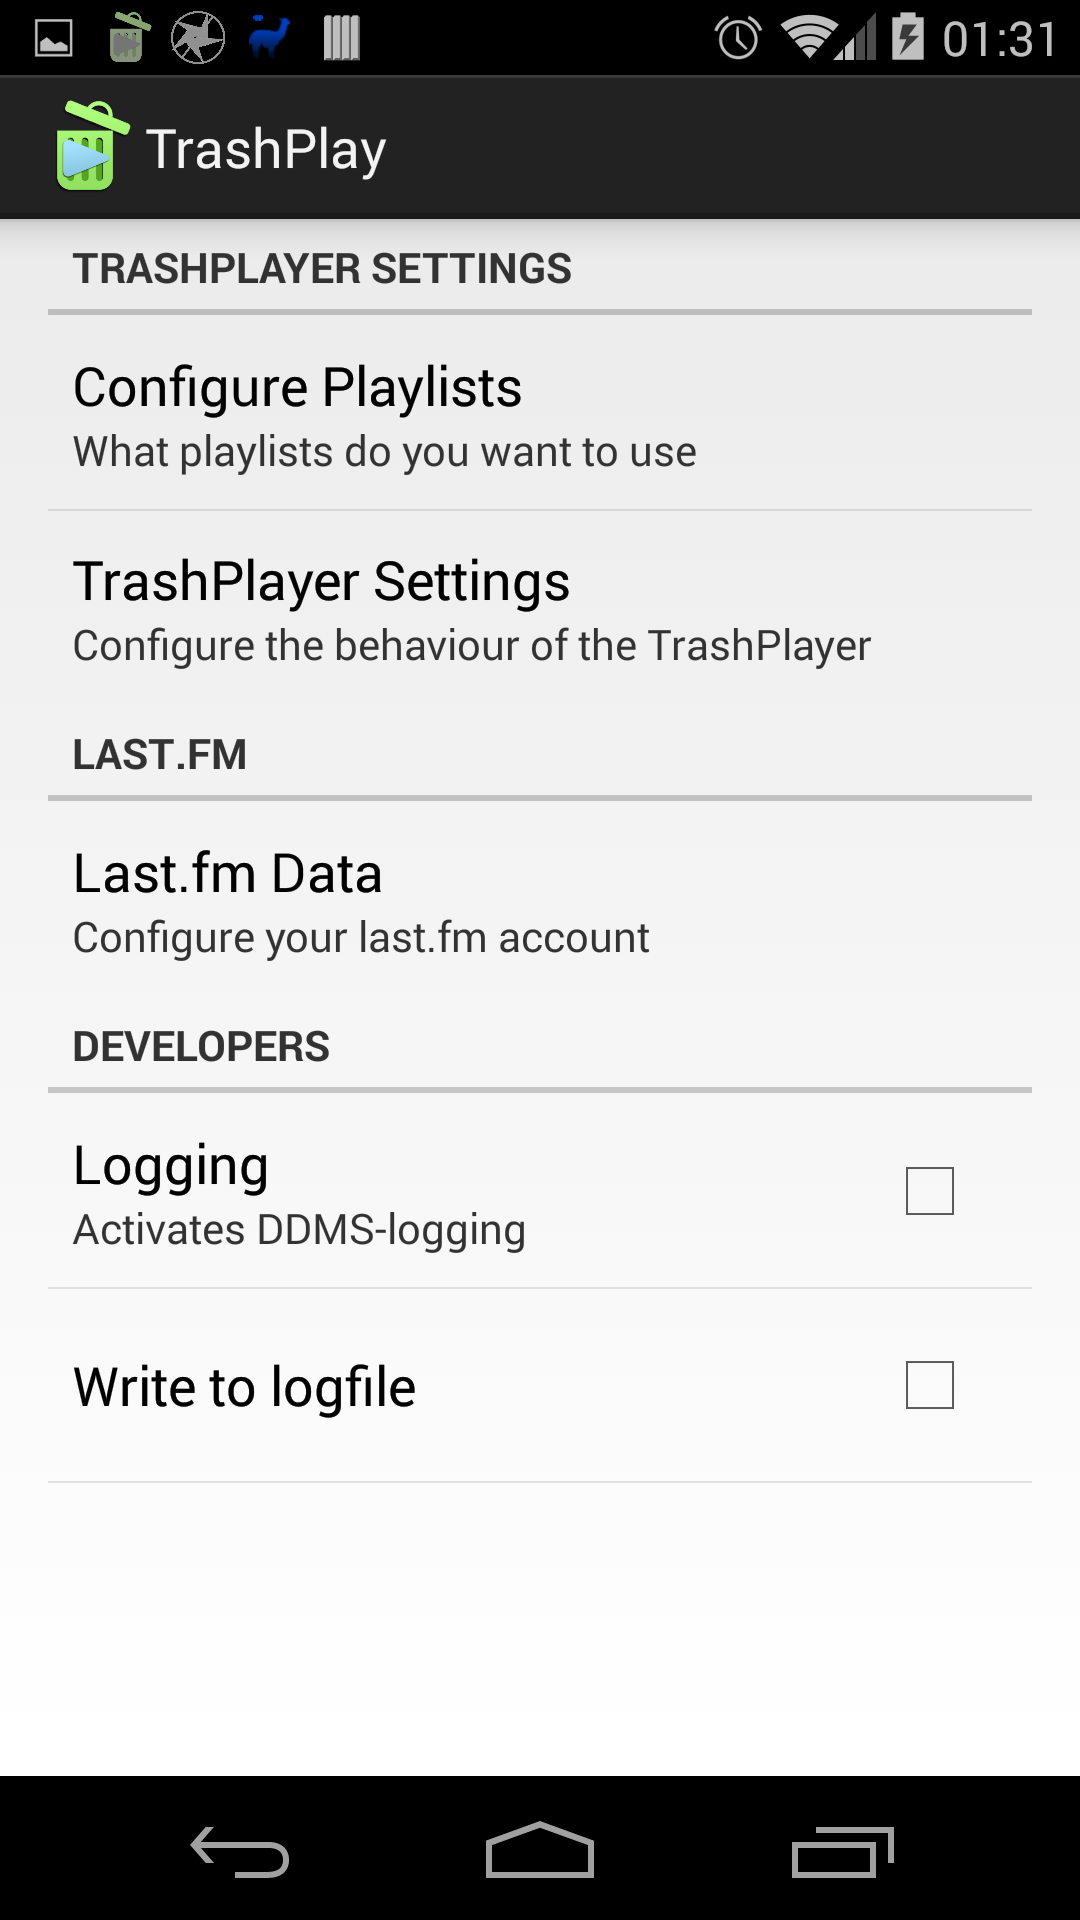 01:31
TrashPlay
TRASHPLAYER SETTINGS
Configure Playlists
What playlists do you want to use
TrashPlayer Settings
Configure the behaviour of the TrashPlayer
LAST.FM
Last.fm Data
Configure your last.fm account
DEVELOPERS
Logging
Activates DDMS-logging
Write to logfile